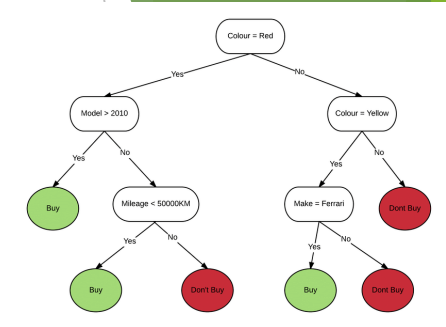 Colour = Red
Yes
No
Model > 2010
Colour = Yellow
Yes
No
Yes
No
Buy
Mileage < 50000KM
Make = Ferrari
Dont Buy
Yes
No
Yes
No
Buy
Don't Buy
Buy
Dont Buy